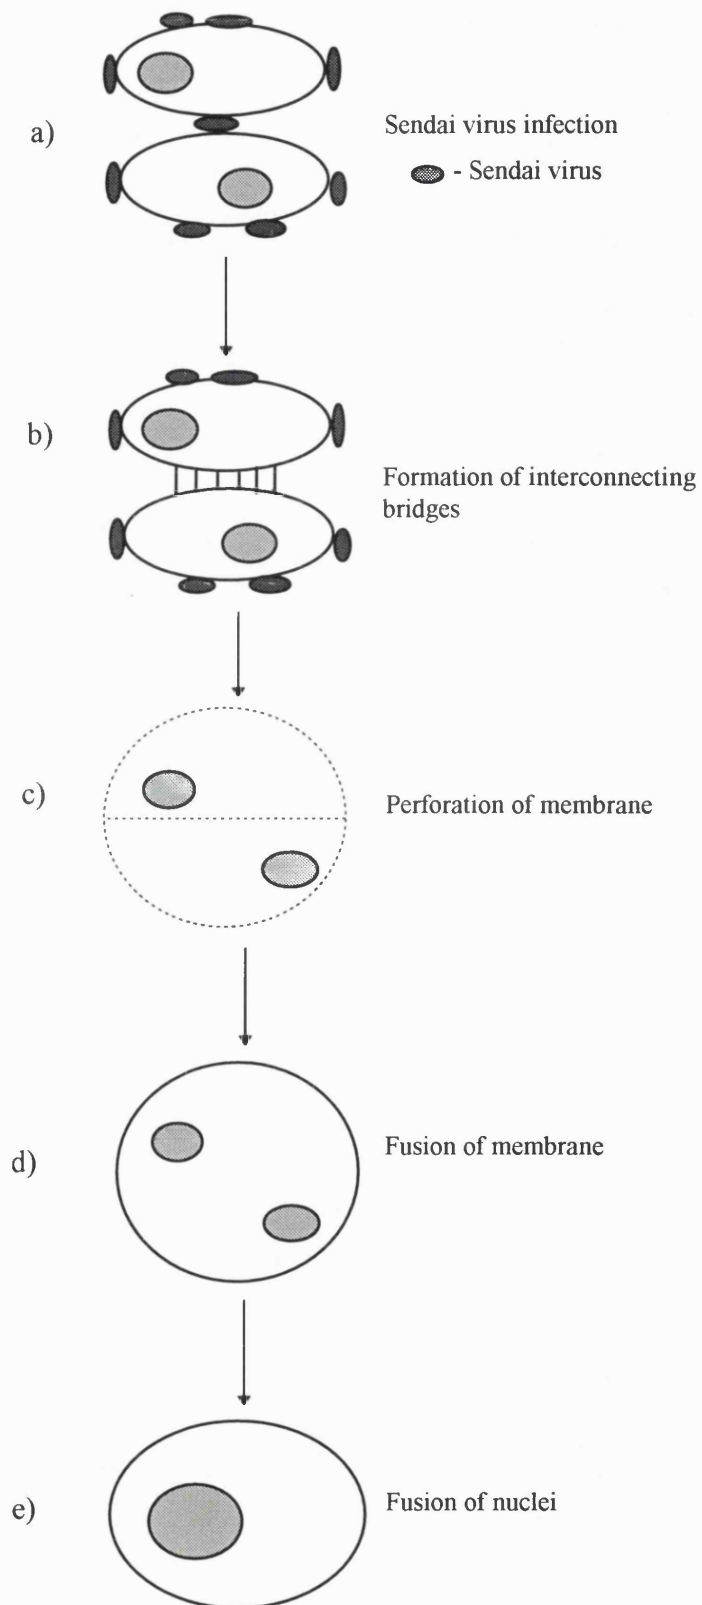 a)
Sendai virus infection
- Sendai virus
b)
Formation of interconnecting
bridges
c)
Perforation of membrane
d)
Fusion of membrane
e)
Fusion of nuclei